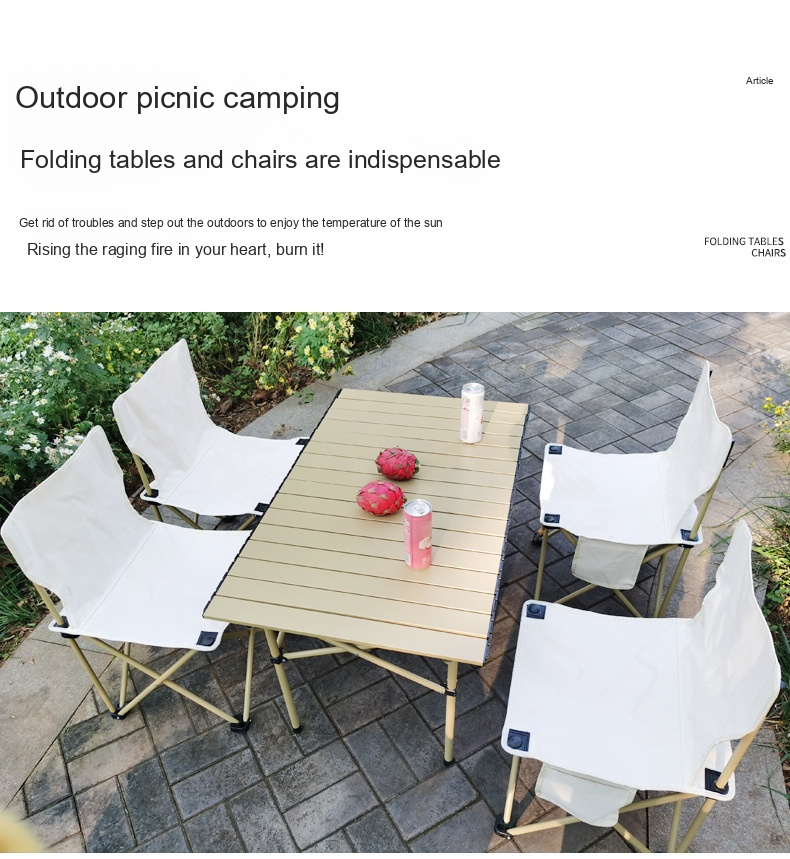 Outdoor picnic camping
Article
Folding tables and chairs are indispensable
Get rid of troubles and step out the outdoors to enjoy the temperature of the sun
Rising the raging fire in your heart, burn it!
FOLDING TABLES
CHAIRS